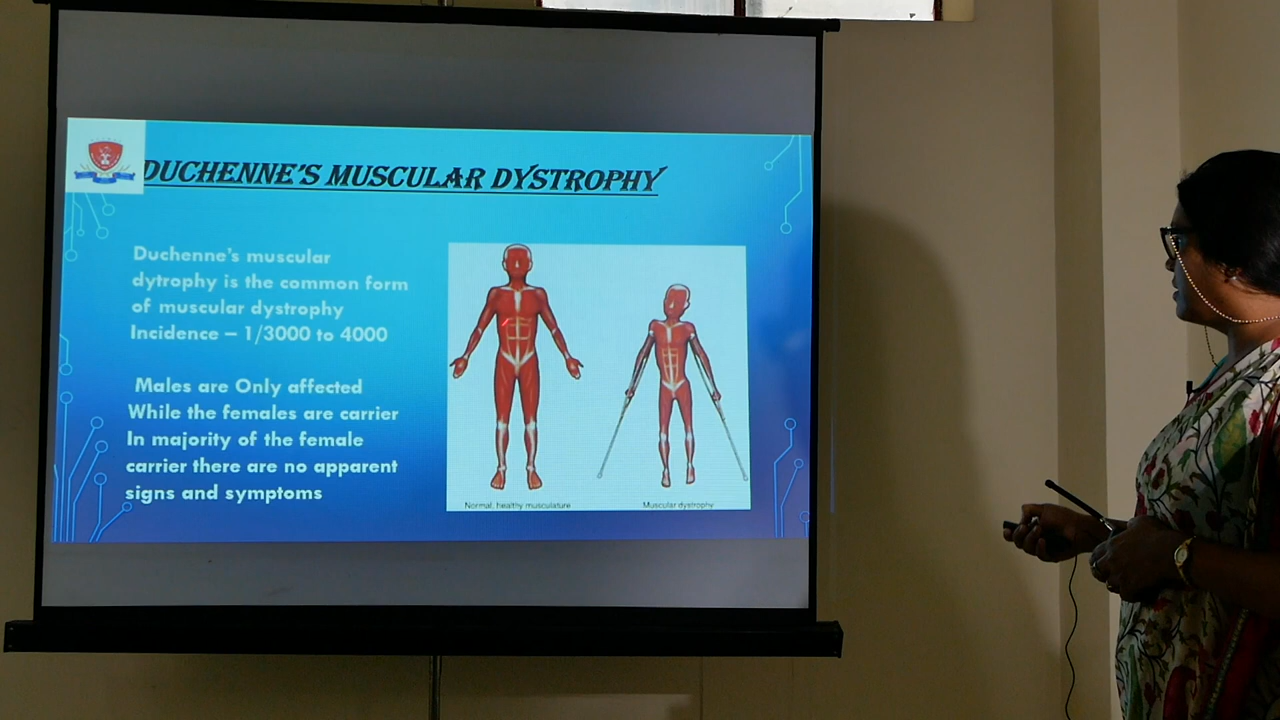 DUCHENNE'S MUSCULAR DYSTROPHY
Duchenne's muscular
dytrophy is the common form
of muscular dystrophy
Incidence – 1/3000 to 4000
Males are Only affected
While the females are carrier
In majority of the female
carrier there are no apparent
signs and symptoms
Normal, healthy musculature
Muscular dystrophy